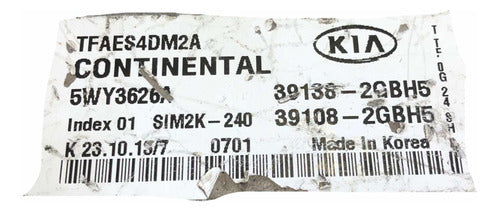 TFAES4DM2A
KIA
CONTINENTAL
5WY3626A 39138-2GBH5
Index 01 SIM2K-240 39108-2GBH5
K 23.10.13/7 0701 Made in Korea